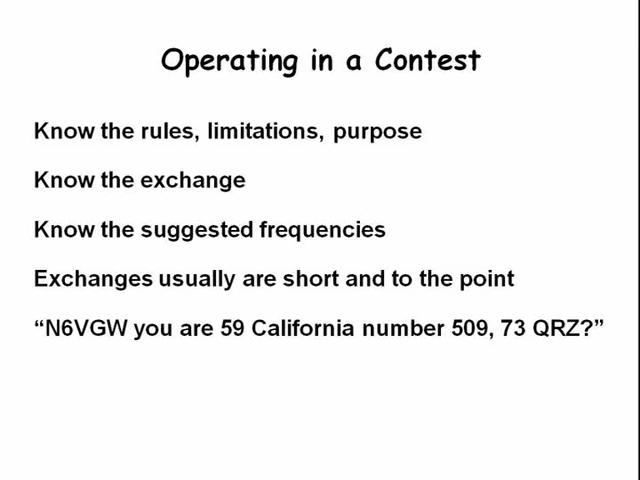 Operating in a Contest
Know the rules, limitations, purpose
Know the exchange
Know the suggested frequencies
Exchanges usually are short and to the point
“N6VGW you are 59 California number 509, 73 QRZ?”